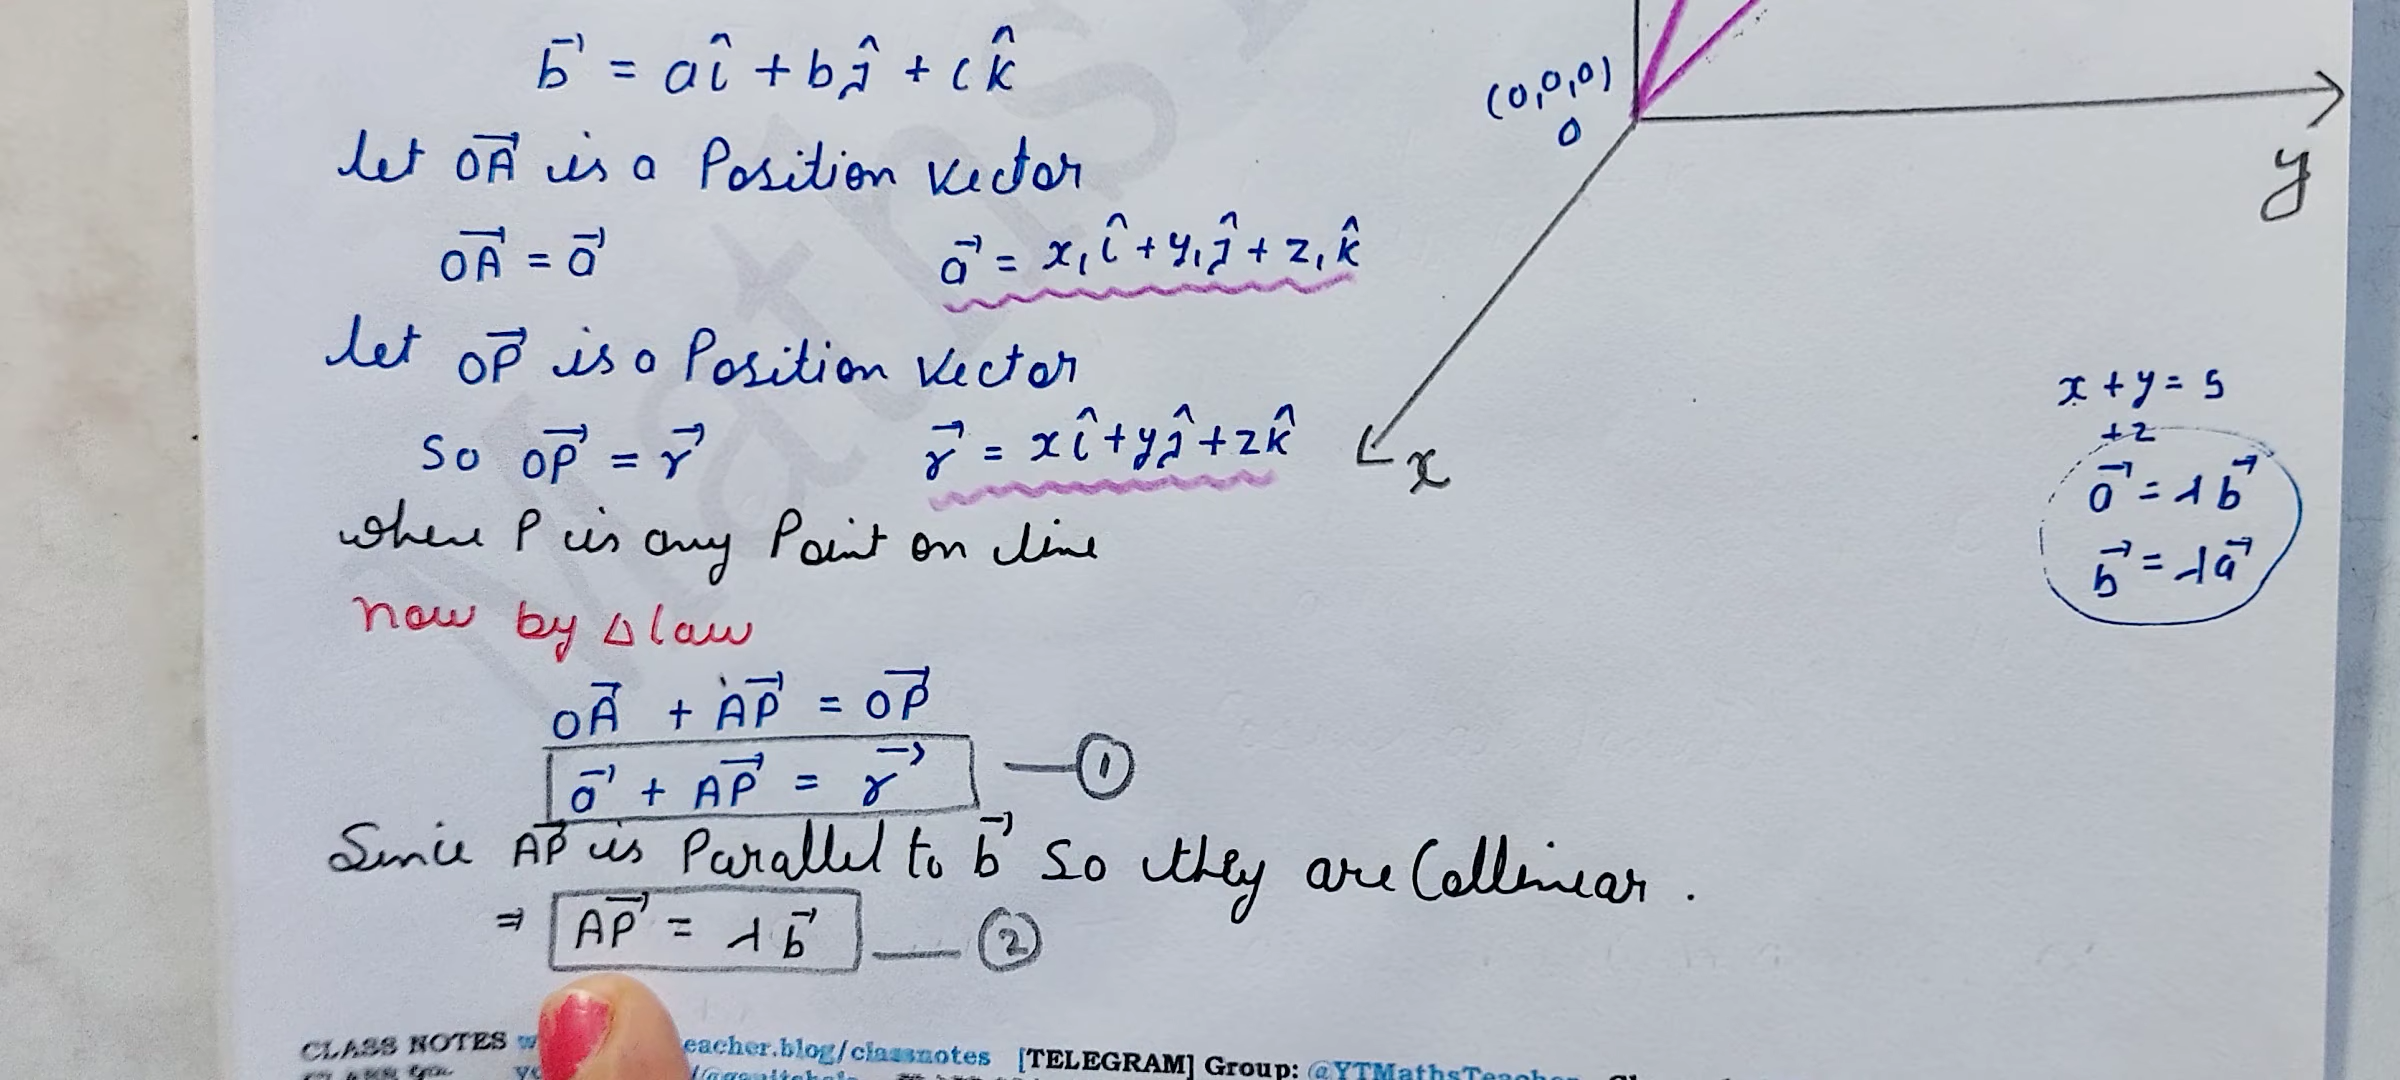 b⃗ = aî + bĵ + ck̂
let OA⃗ is a Position vector
OA⃗ = a⃗ a⃗ = x₁î + y₁ĵ + z₁k̂
let OP⃗ is a Position vector
So OP⃗ = r⃗ r⃗ = xî + yĵ + zk̂
where P is any Point on line
now by △ law
OA⃗ + AP⃗ = OP⃗
a⃗ + AP⃗ = r⃗ — ①
Since AP⃗ is Parallel to b⃗ So they are Collinear.
⇒ AP⃗ = λb⃗ — ②
(0,0,0)
O
y
x
x + y = 5
+z
a⃗ = λb⃗
b⃗ = λa⃗
Maths
CLASS NOTES w eacher.blog/classnotes [TELEGRAM] Group: @YTMathsTeacher